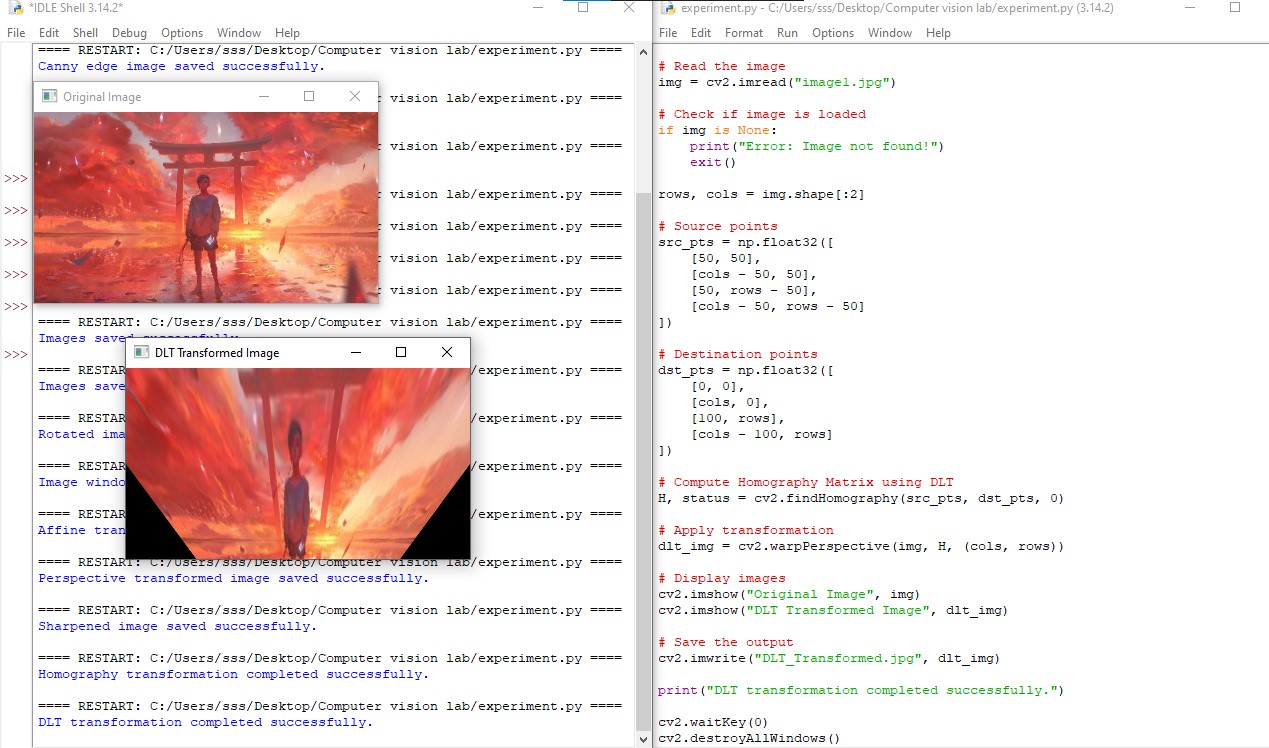 *IDLE Shell 3.14.2*
File Edit Shell Debug Options Window Help
==== RESTART: C:/Users/sss/Desktop/Computer vision lab/experiment.py ====
Canny edge image saved successfully.
vision lab/experiment.py ====
vision lab/experiment.py ====
>>>
vision lab/experiment.py ====
>>>
vision lab/experiment.py ====
>>>
vision lab/experiment.py ====
>>>
vision lab/experiment.py ====
>>>
==== RESTART: C:/Users/sss/Desktop/Computer vision lab/experiment.py ====
Images saved successfully.
>>>
==== RESTAR
/experiment.py ====
Images save
==== RESTAR
/experiment.py ====
Rotated ima
==== RESTAR
/experiment.py ====
Image windo
==== RESTAR
/experiment.py ====
Affine tran
==== RESTART: C:/Users/sss/Desktop/Computer vision lab/experiment.py ====
Perspective transformed image saved successfully.
==== RESTART: C:/Users/sss/Desktop/Computer vision lab/experiment.py ====
Sharpened image saved successfully.
==== RESTART: C:/Users/sss/Desktop/Computer vision lab/experiment.py ====
Homography transformation completed successfully.
==== RESTART: C:/Users/sss/Desktop/Computer vision lab/experiment.py ====
DLT transformation completed successfully.
Original Image
DLT Transformed Image
experiment.py - C:/Users/sss/Desktop/Computer vision lab/experiment.py (3.14.2)
File Edit Format Run Options Window Help
# Read the image
img = cv2.imread("image1.jpg")
# Check if image is loaded
if img is None:
    print("Error: Image not found!")
    exit()
rows, cols = img.shape[:2]
# Source points
src_pts = np.float32([
    [50, 50],
    [cols - 50, 50],
    [50, rows - 50],
    [cols - 50, rows - 50]
])
# Destination points
dst_pts = np.float32([
    [0, 0],
    [cols, 0],
    [100, rows],
    [cols - 100, rows]
])
# Compute Homography Matrix using DLT
H, status = cv2.findHomography(src_pts, dst_pts, 0)
# Apply transformation
dlt_img = cv2.warpPerspective(img, H, (cols, rows))
# Display images
cv2.imshow("Original Image", img)
cv2.imshow("DLT Transformed Image", dlt_img)
# Save the output
cv2.imwrite("DLT_Transformed.jpg", dlt_img)
print("DLT transformation completed successfully.")
cv2.waitKey(0)
cv2.destroyAllWindows()